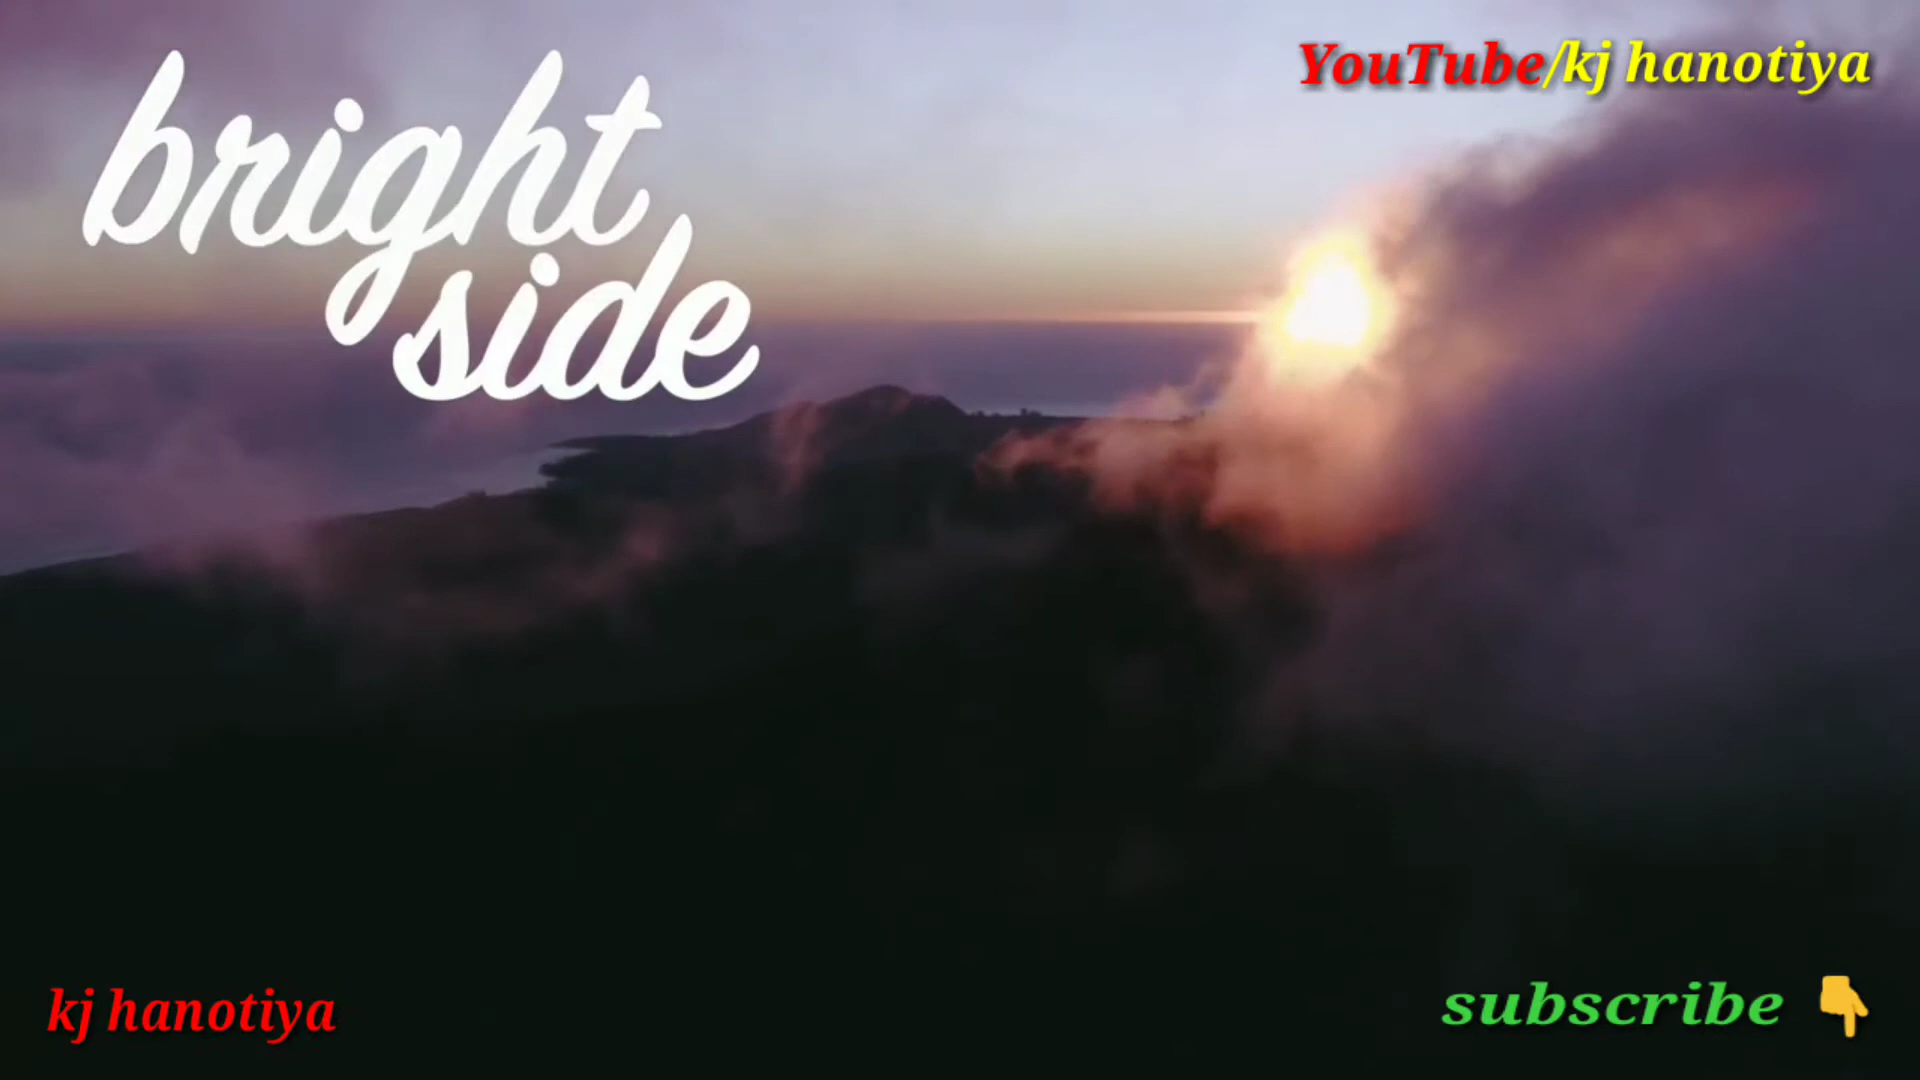 bright
side
YouTube/kj hanotiya
kj hanotiya
subscribe 👇